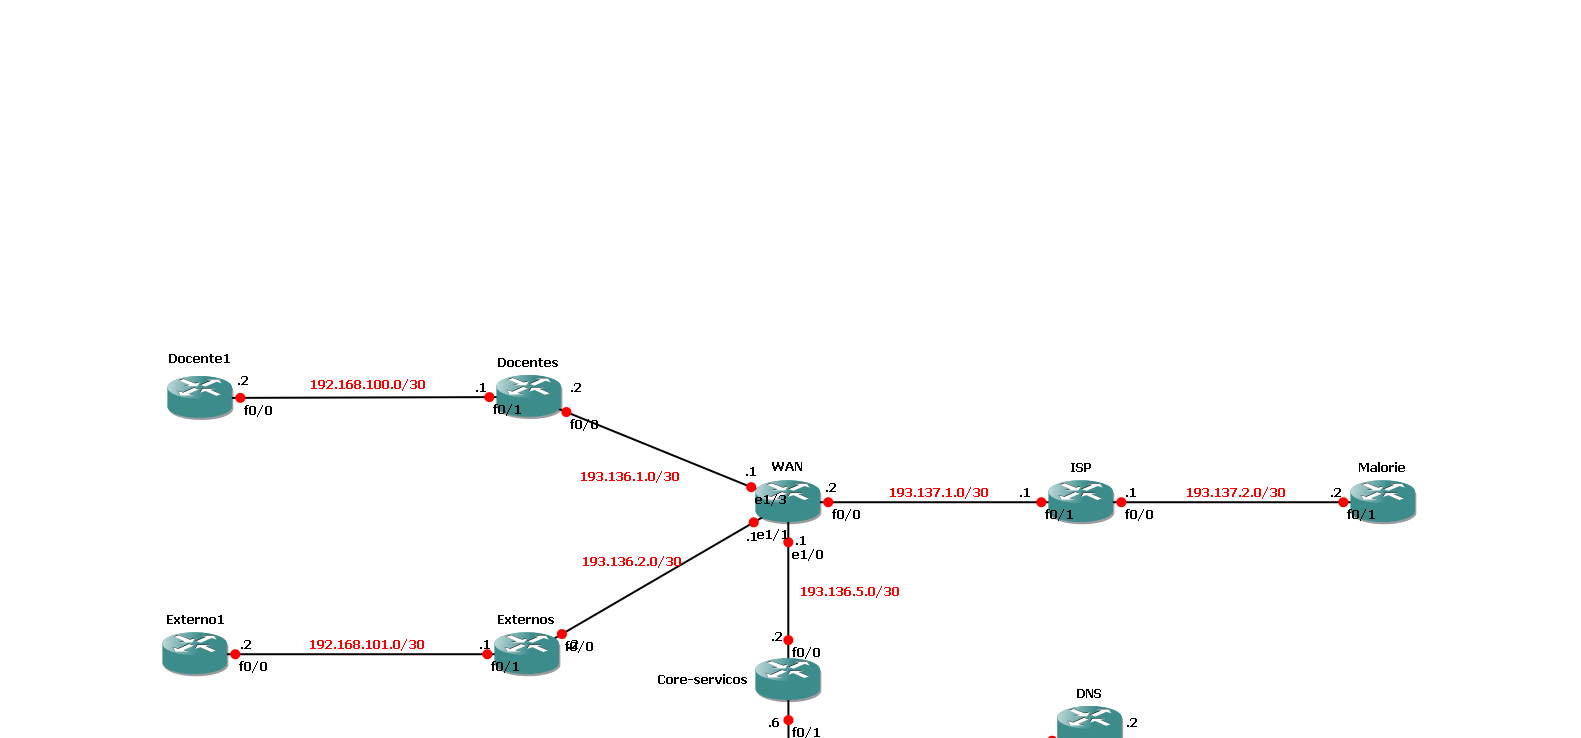 Docente1
.2
f0/0
192.168.100.0/30
.1
f0/1
Docentes
.2
f0/0
193.136.1.0/30
.1
e1/3
WAN
.2
f0/0
193.137.1.0/30
.1
f0/1
ISP
.1
f0/0
193.137.2.0/30
.2
f0/1
Malorie
.1
e1/1
.1
e1/0
193.136.2.0/30
193.136.5.0/30
Externo1
.2
f0/0
192.168.101.0/30
.1
f0/1
Externos
.2
f0/0
.2
f0/0
Core-servicos
.6
f0/1
DNS
.2